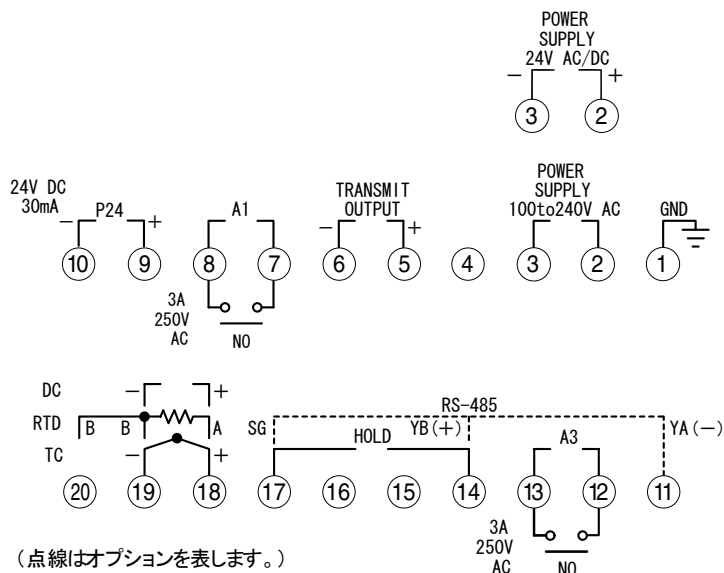 POWER
SUPPLY
24V AC/DC
− +
3 2
24V DC
30mA
− P24 +
A1
TRANSMIT
OUTPUT
− +
POWER
SUPPLY
100to240V AC
GND
10 9 8 7 6 5 4 3 2 1
3A
250V
AC
NO
DC − +
RTD B B A
TC − +
RS-485
SG YB(+) YA(−)
HOLD
A3
20 19 18 17 16 15 14 13 12 11
3A
250V
AC
NO
(点線はオプションを表します。)